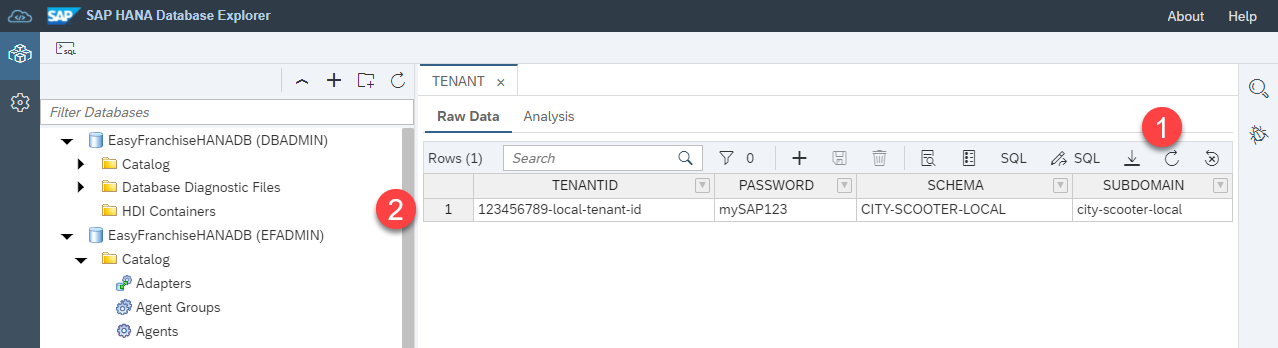 SAP SAP HANA Database Explorer About Help
SQL
TENANT ×
Filter Databases
Raw Data Analysis
EasyFranchiseHANADB (DBADMIN)
Catalog
Database Diagnostic Files
HDI Containers
EasyFranchiseHANADB (EFADMIN)
Catalog
Adapters
Agent Groups
Agents
1
Rows (1) Search 0 SQL SQL
TENANTID PASSWORD SCHEMA SUBDOMAIN
2
1 123456789-local-tenant-id mySAP123 CITY-SCOOTER-LOCAL city-scooter-local